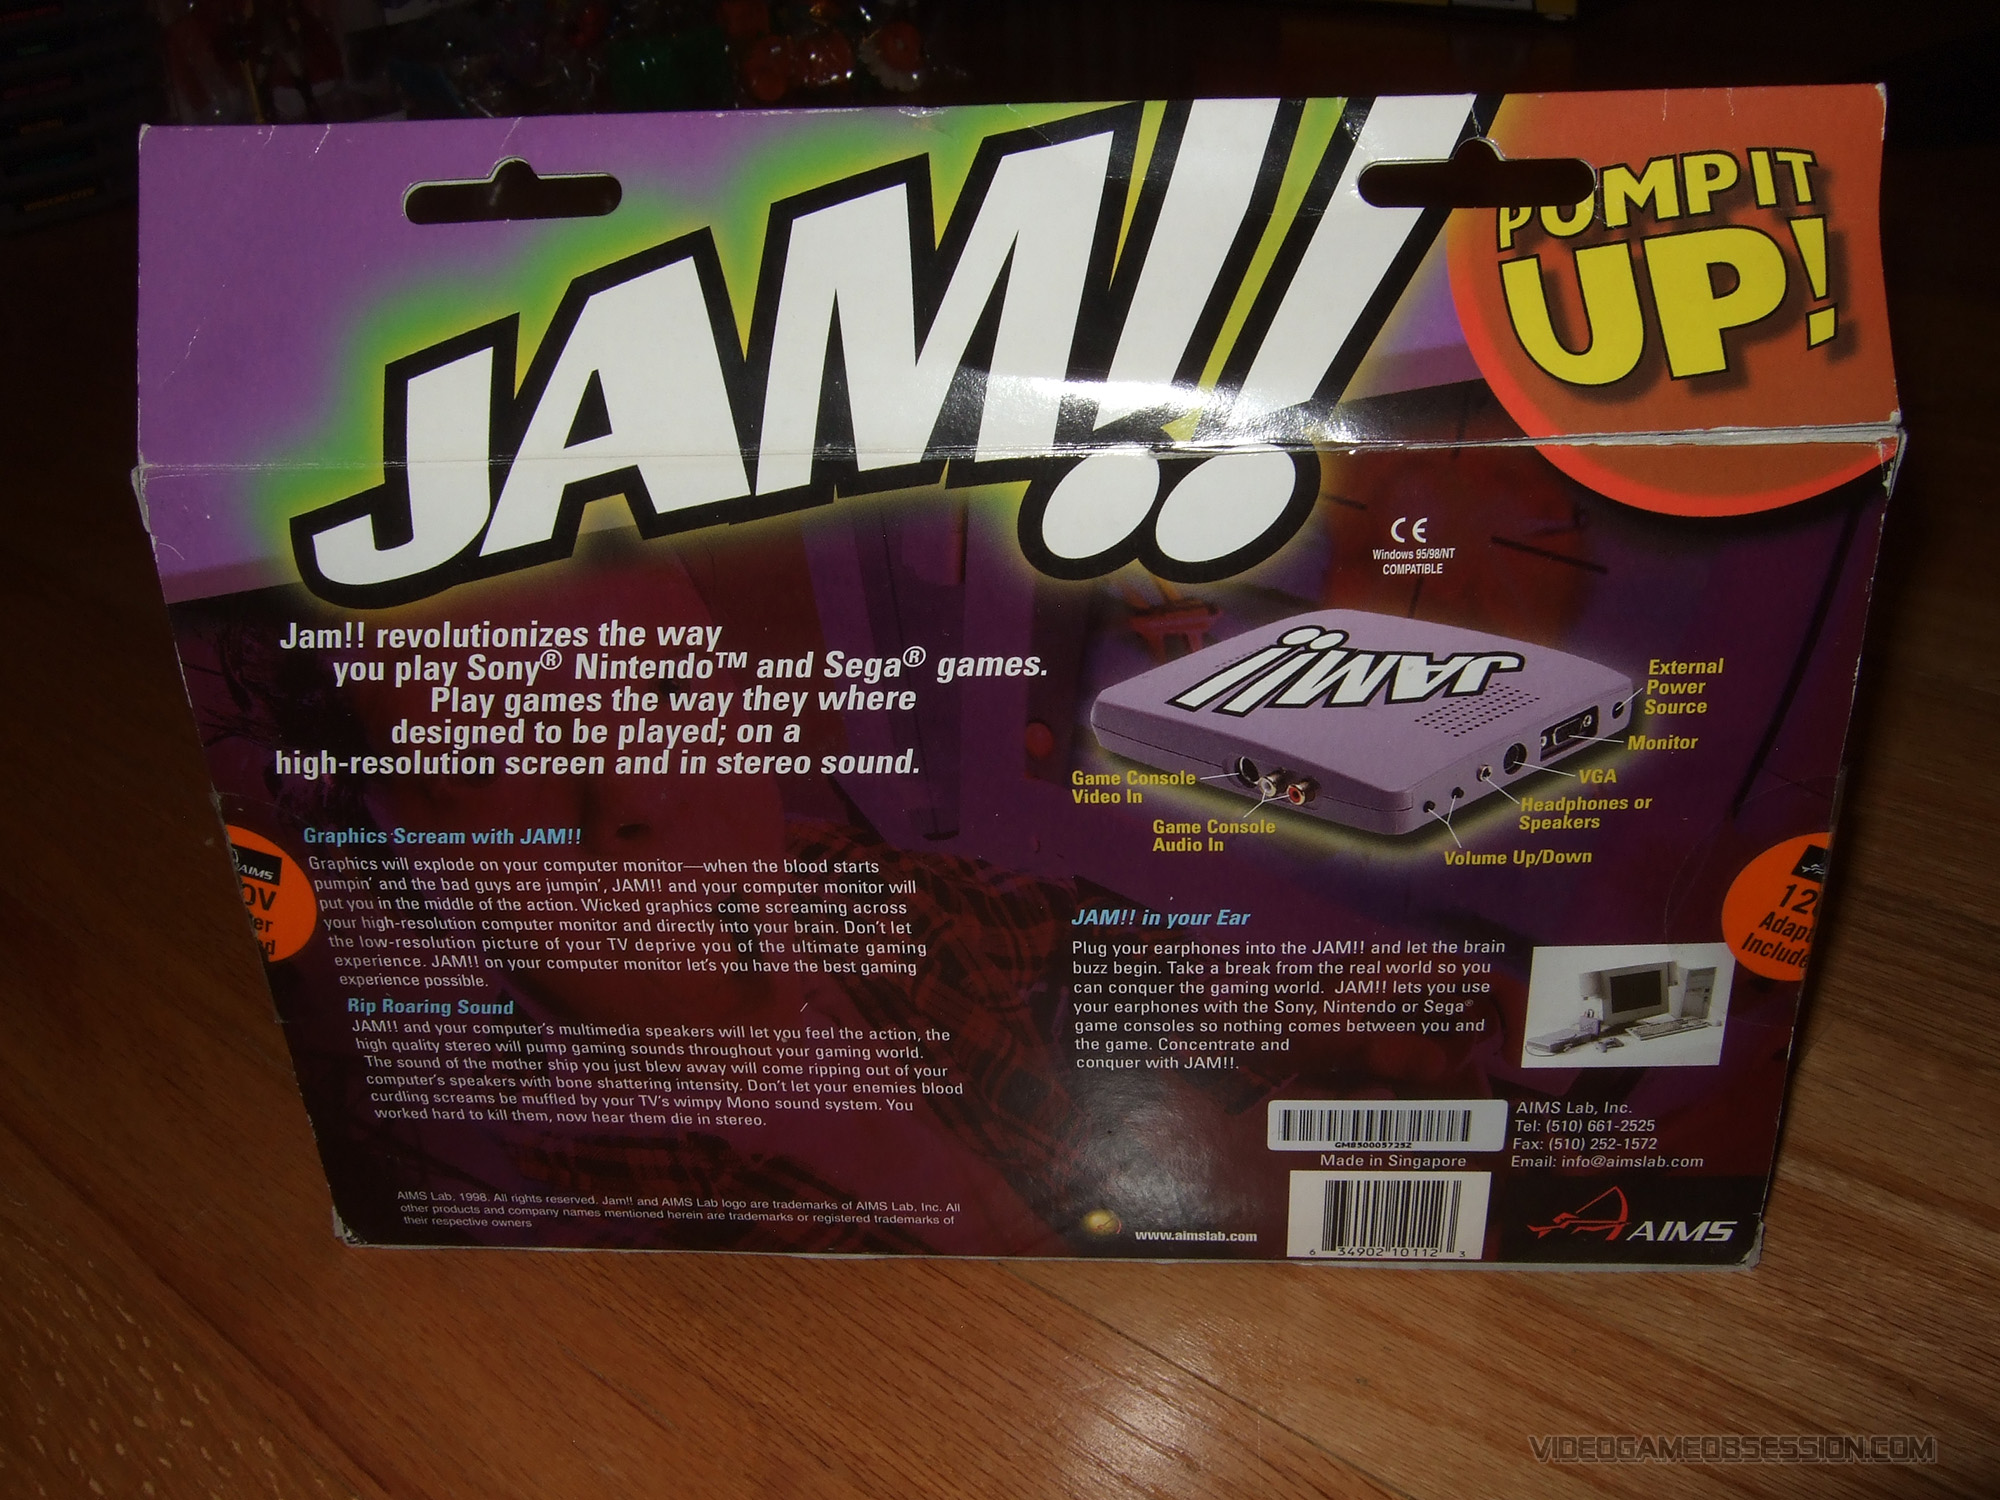 JAM!!
PUMP IT
UP!
CE
Windows 95/98/NT
COMPATIBLE
Jam!! revolutionizes the way
you play Sony® Nintendo™ and Sega® games.
Play games the way they where
designed to be played; on a
high-resolution screen and in stereo sound.
Graphics Scream with JAM!!
Graphics will explode on your computer monitor—when the blood starts
pumpin' and the bad guys are jumpin', JAM!! and your computer monitor will
put you in the middle of the action. Wicked graphics come screaming across
your high-resolution computer monitor and directly into your brain. Don't let
the low-resolution picture of your TV deprive you of the ultimate gaming
experience. JAM!! on your computer monitor let's you have the best gaming
experience possible.
Rip Roaring Sound
JAM!! and your computer's multimedia speakers will let you feel the action, the
high quality stereo will pump gaming sounds throughout your gaming world.
The sound of the mother ship you just blew away will come ripping out of your
computer's speakers with bone shattering intensity. Don't let your enemies blood
curdling screams be muffled by your TV's wimpy Mono sound system. You
worked hard to kill them, now hear them die in stereo.
AIMS Lab, 1998. All rights reserved. Jam!! and AIMS Lab logo are trademarks of AIMS Lab, Inc. All
other products and company names mentioned herein are trademarks or registered trademarks of
their respective owners
AIMS
0V
er
d
JAM!!
External
Power
Source
Monitor
VGA
Headphones or
Speakers
Volume Up/Down
Game Console
Video In
Game Console
Audio In
JAM!! in your Ear
Plug your earphones into the JAM!! and let the brain
buzz begin. Take a break from the real world so you
can conquer the gaming world. JAM!! lets you use
your earphones with the Sony, Nintendo or Sega®
game consoles so nothing comes between you and
the game. Concentrate and
conquer with JAM!!.
12
Adapt
Include
GM8500057252
Made in Singapore
AIMS Lab, Inc.
Tel: (510) 661-2525
Fax: (510) 252-1572
Email: info@aimslab.com
www.aimslab.com
6 34902 10112 3
AIMS
VIDEOGAMEOBSESSION.COM